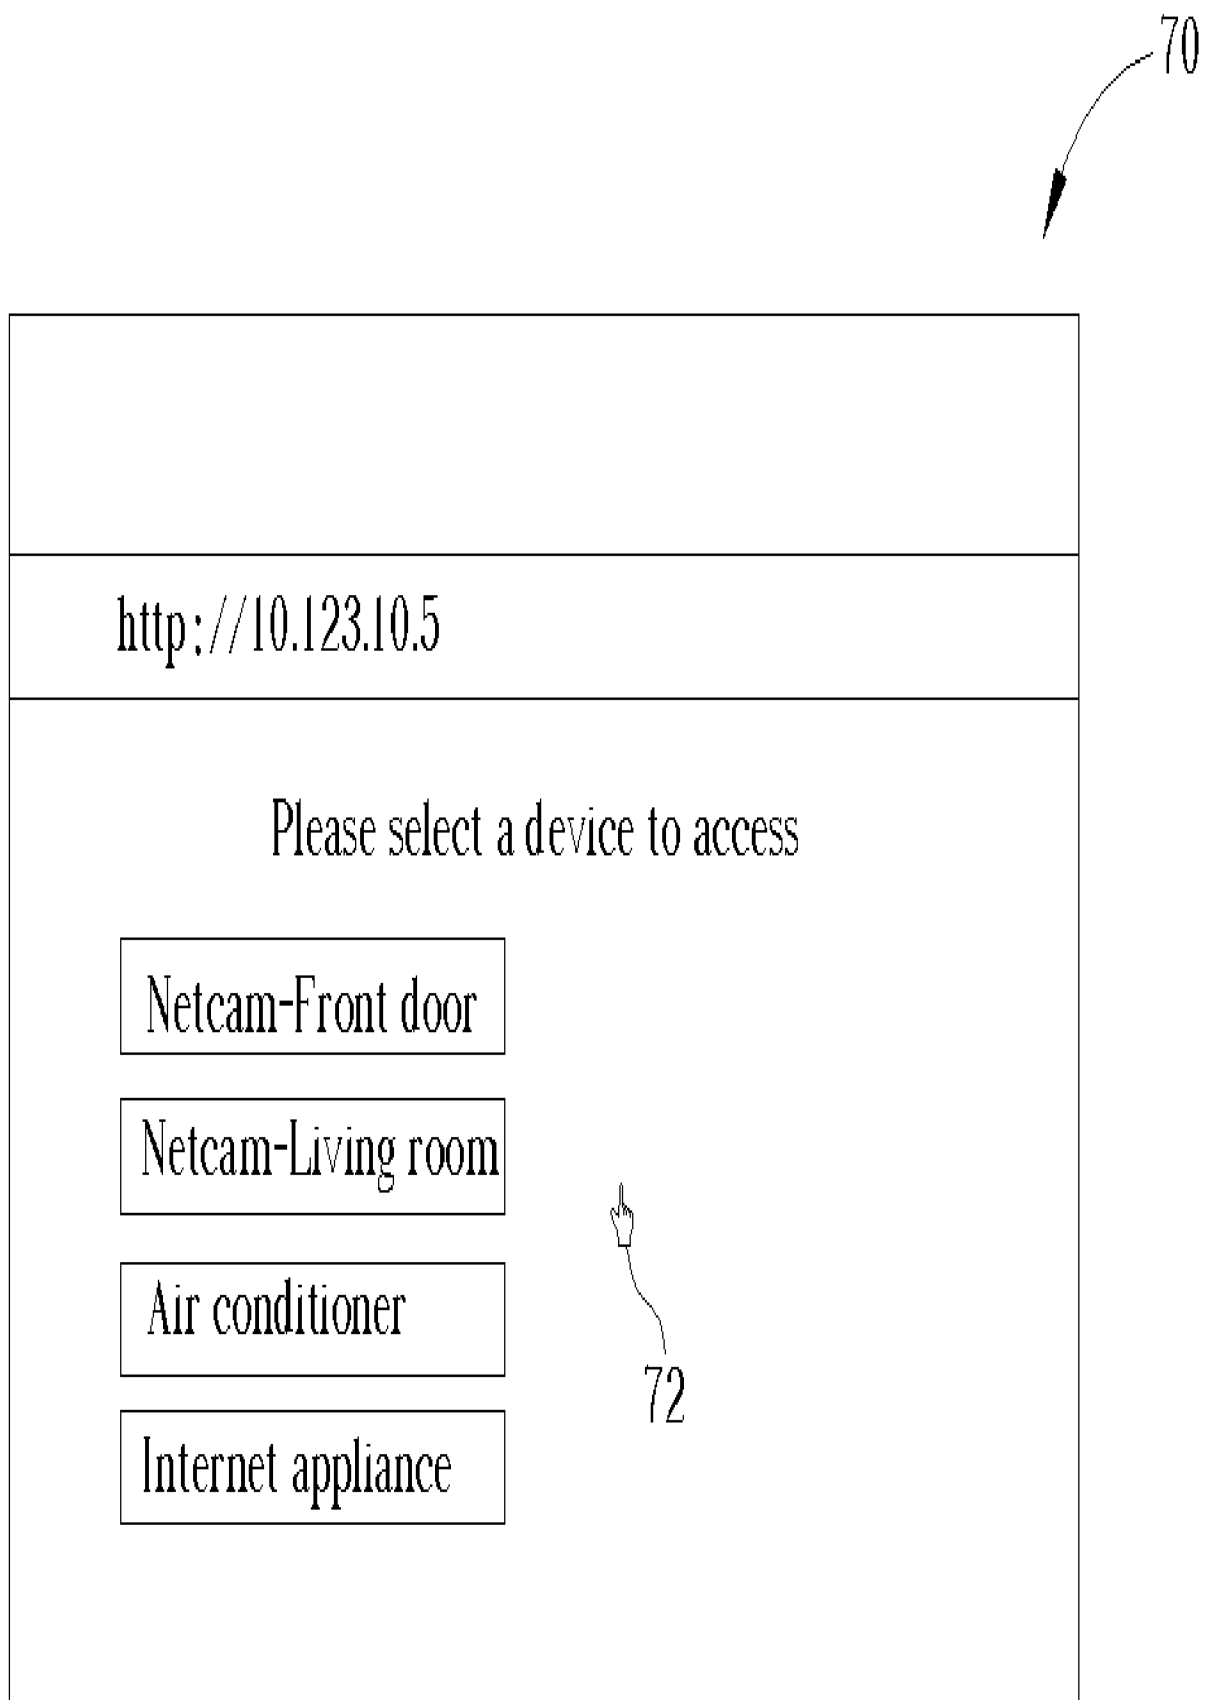 70
http://10.123.10.5
Please select a device to access
Netcam-Front door
Netcam-Living room
Air conditioner
72
Internet appliance